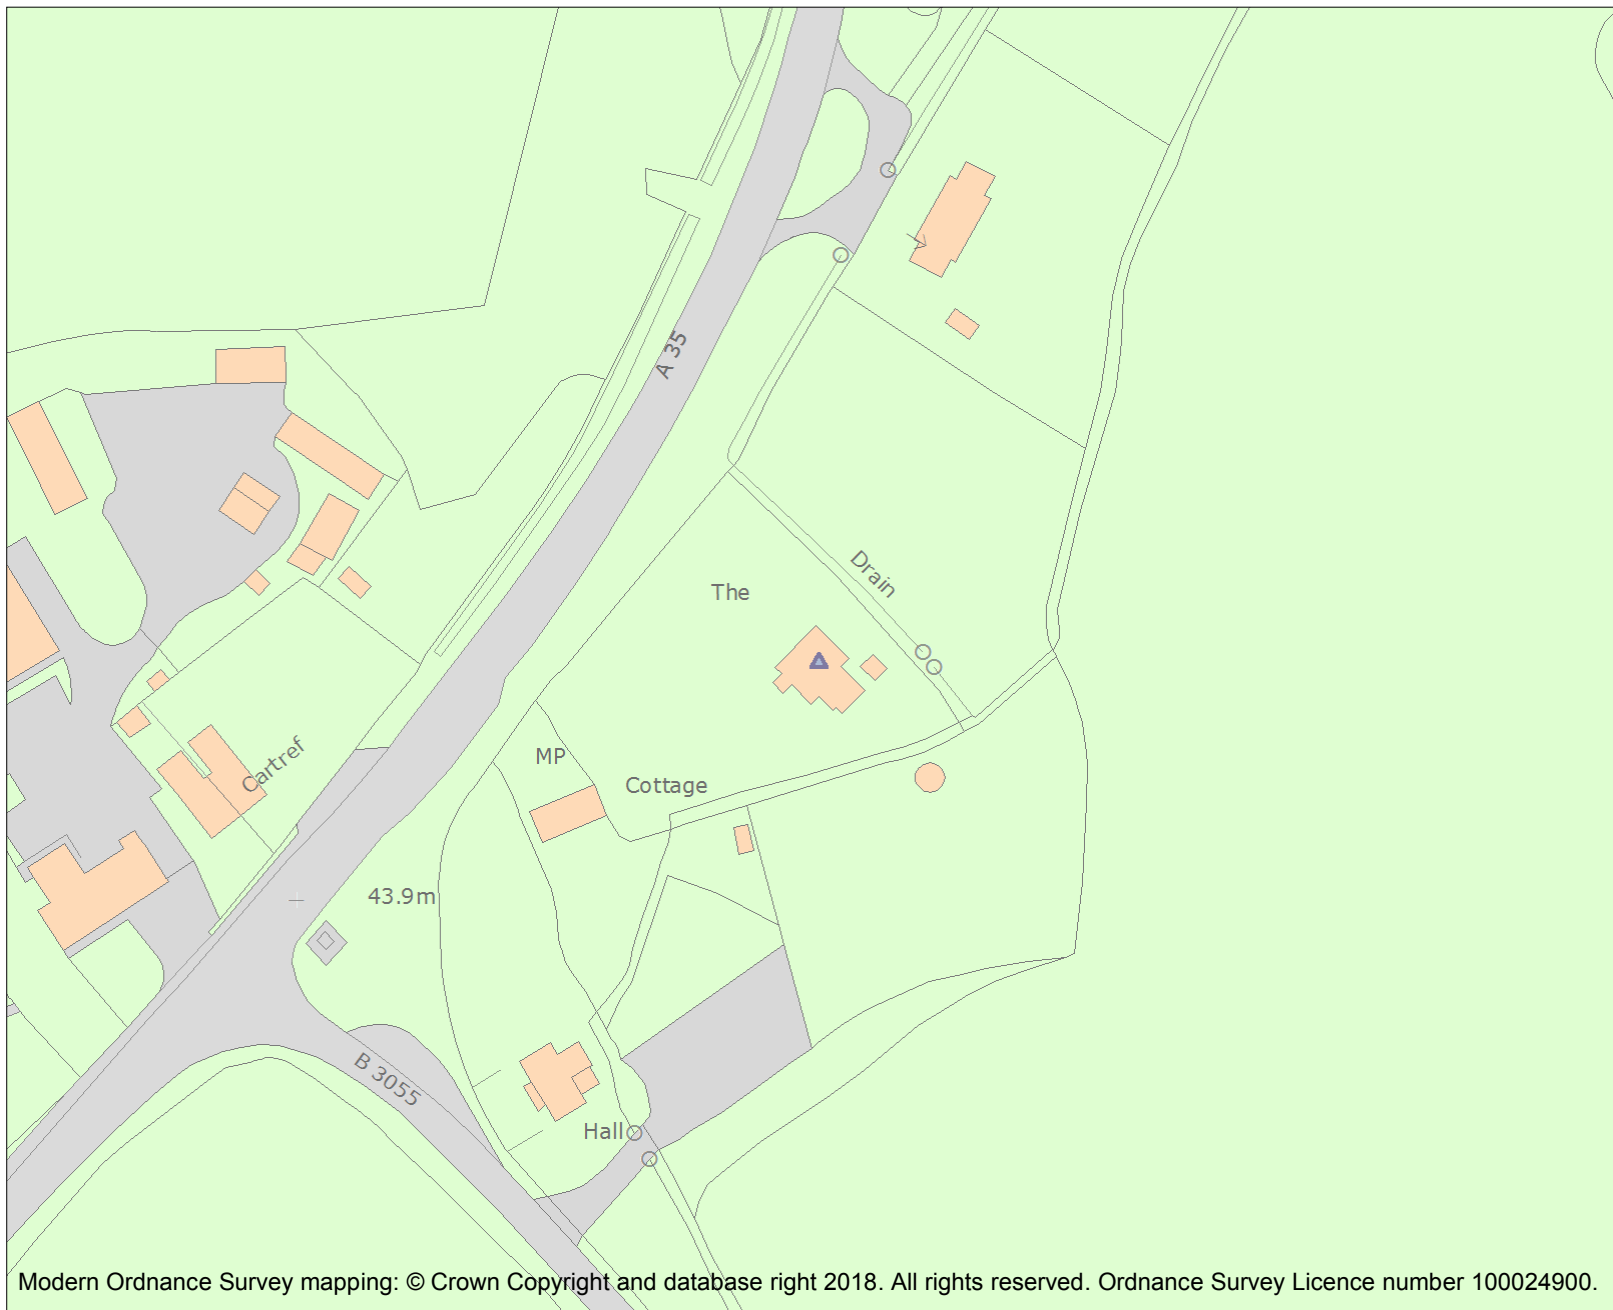 A 35
Drain
The
Cartref
MP
Cottage
43.9m
B 3055
Hall
Modern Ordnance Survey mapping: © Crown Copyright and database right 2018. All rights reserved. Ordnance Survey Licence number 100024900.